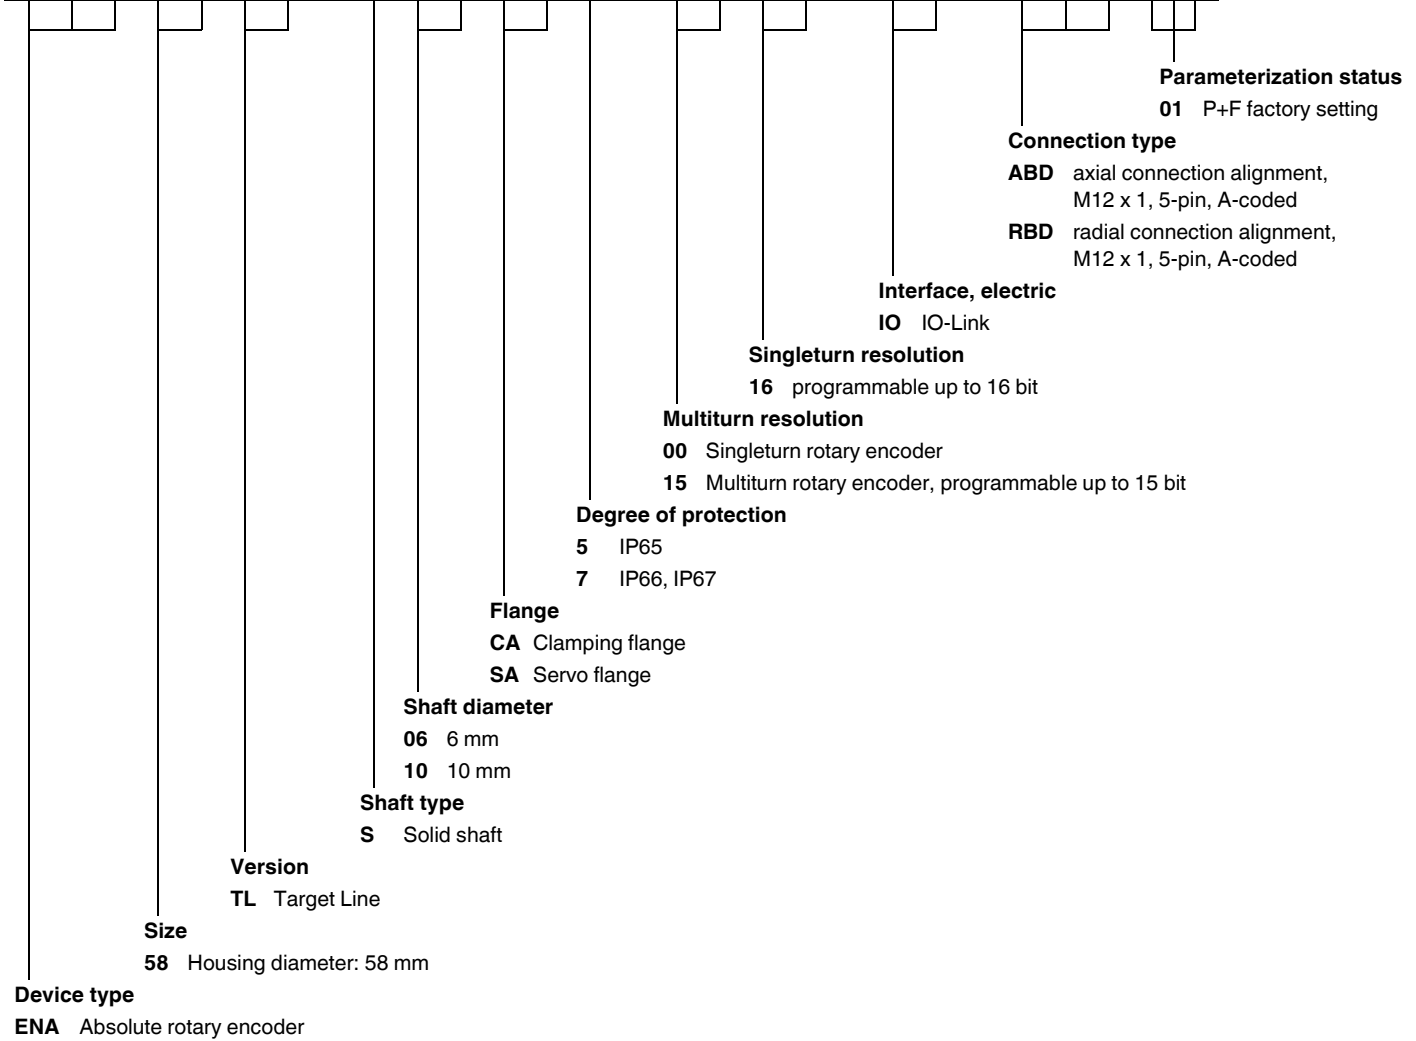 Parameterization status
01 P+F factory setting
Connection type
ABD axial connection alignment,
M12 x 1, 5-pin, A-coded
RBD radial connection alignment,
M12 x 1, 5-pin, A-coded
Interface, electric
IO IO-Link
Singleturn resolution
16 programmable up to 16 bit
Multiturn resolution
00 Singleturn rotary encoder
15 Multiturn rotary encoder, programmable up to 15 bit
Degree of protection
5 IP65
7 IP66, IP67
Flange
CA Clamping flange
SA Servo flange
Shaft diameter
06 6 mm
10 10 mm
Shaft type
S Solid shaft
Version
TL Target Line
Size
58 Housing diameter: 58 mm
Device type
ENA Absolute rotary encoder